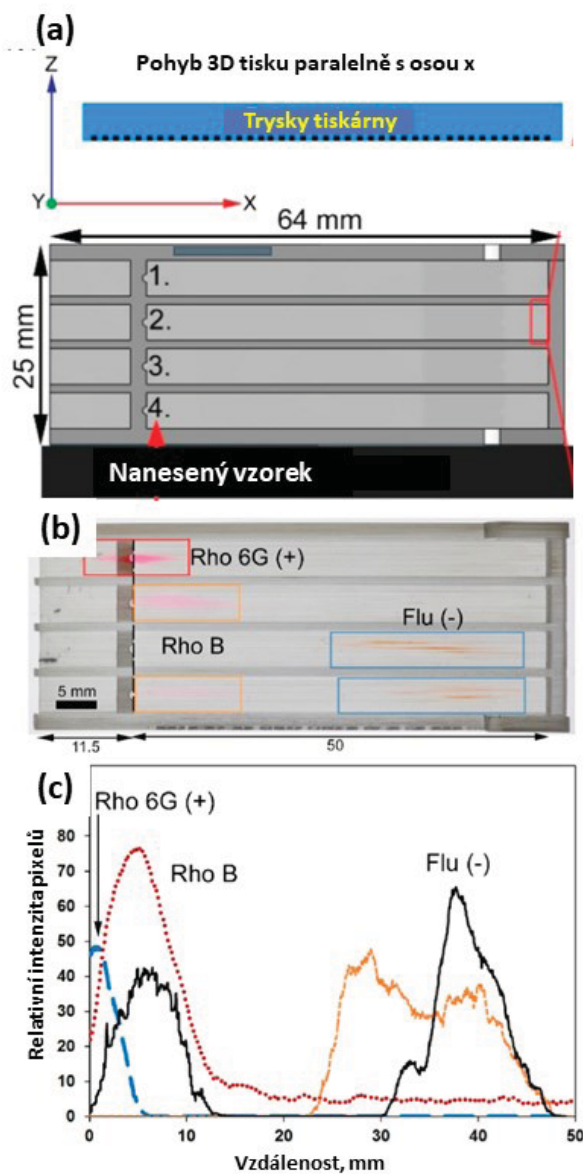 (a)
Z
Pohyb 3D tisku paralelně s osou x
Trysky tiskárny
Y
X
64 mm
25 mm
1.
2.
3.
4.
Nanesený vzorek
(b)
Rho 6G (+)
Flu (-)
Rho B
5 mm
11.5
50
(c)
Rho 6G (+)
Rho B
Flu (-)
Relativní intenzita pixelů
80
70
60
50
40
30
20
10
0
0
10
20
30
40
50
Vzdálenost, mm